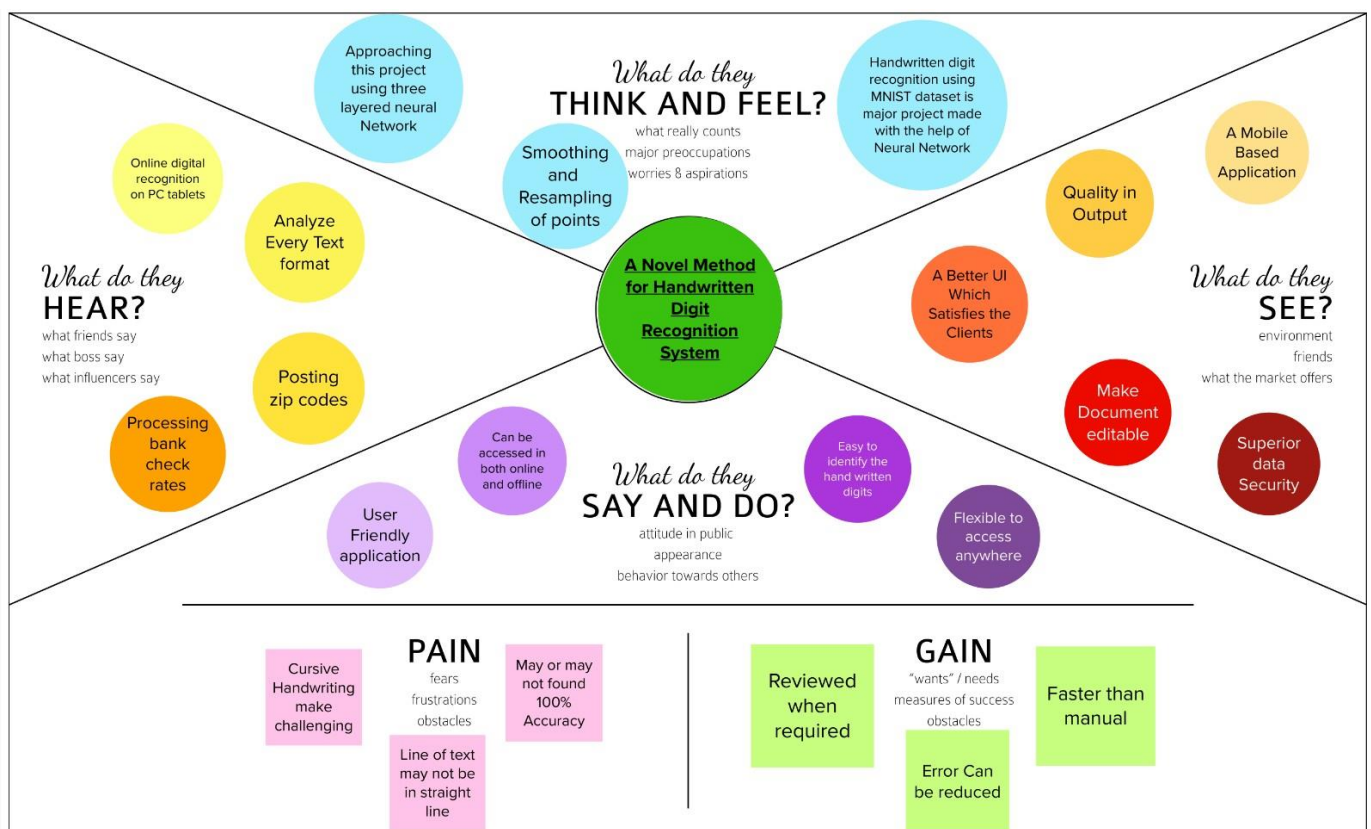 Approaching
this project
using three
layered neural
Network
What do they
THINK AND FEEL?
what really counts
major preoccupations
worries & aspirations
Smoothing
and
Resampling
of points
Handwritten digit
recognition using
MNIST dataset is
major project made
with the help of
Neural Network
Online digital
recognition
on PC tablets
Analyze
Every Text
format
What do they
HEAR?
what friends say
what boss say
what influencers say
Posting
zip codes
Processing
bank
check
rates
A Novel Method
for Handwritten
Digit
Recognition
System
A Mobile
Based
Application
Quality in
Output
A Better UI
Which
Satisfies the
Clients
What do they
SEE?
environment
friends
what the market offers
Make
Document
editable
Superior
data
Security
Can be
accessed in
both online
and offline
User
Friendly
application
What do they
SAY AND DO?
attitude in public
appearance
behavior towards others
Easy to
identify the
hand written
digits
Flexible to
access
anywhere
PAIN
fears
frustrations
obstacles
Cursive
Handwriting
make
challenging
May or may
not found
100%
Accuracy
Line of text
may not be
in straight
line
GAIN
"wants" / needs
measures of success
obstacles
Reviewed
when
required
Faster than
manual
Error Can
be reduced